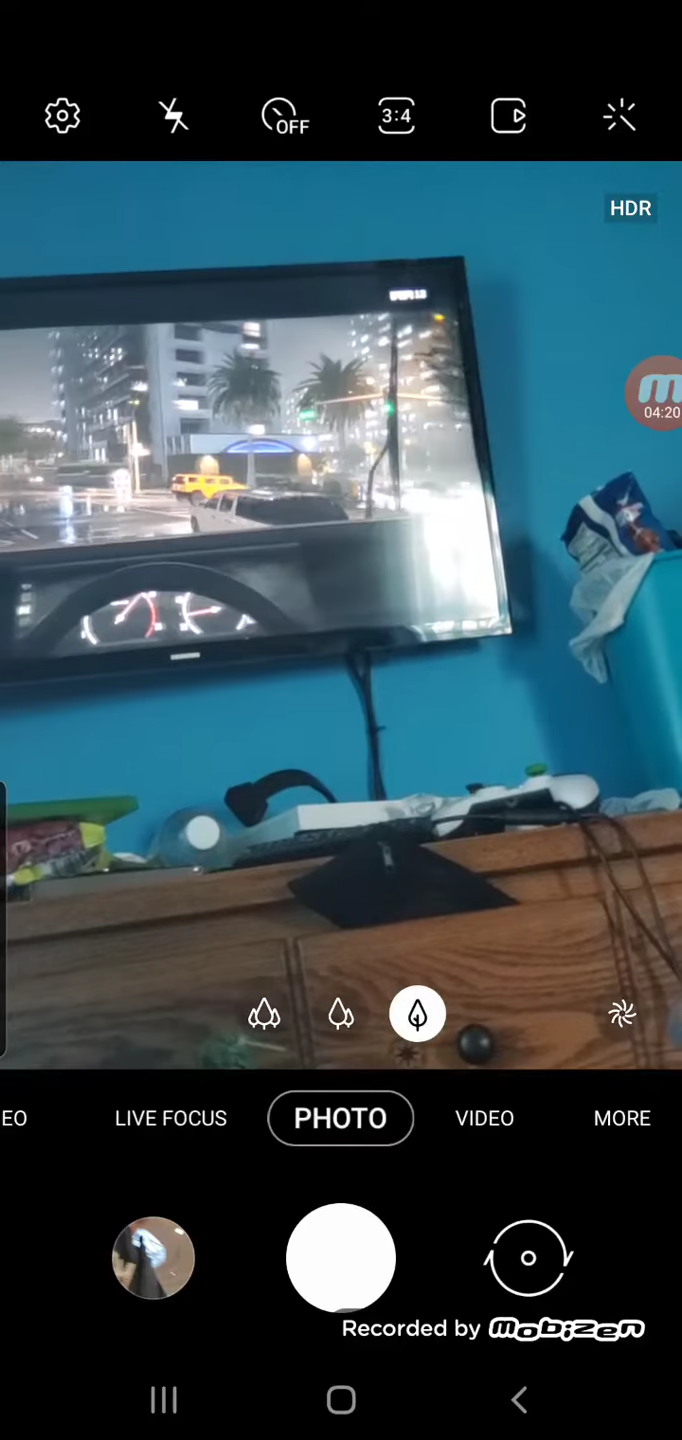 OFF
3:4
HDR
04:20
EO
LIVE FOCUS
PHOTO
VIDEO
MORE
Recorded by mobizen